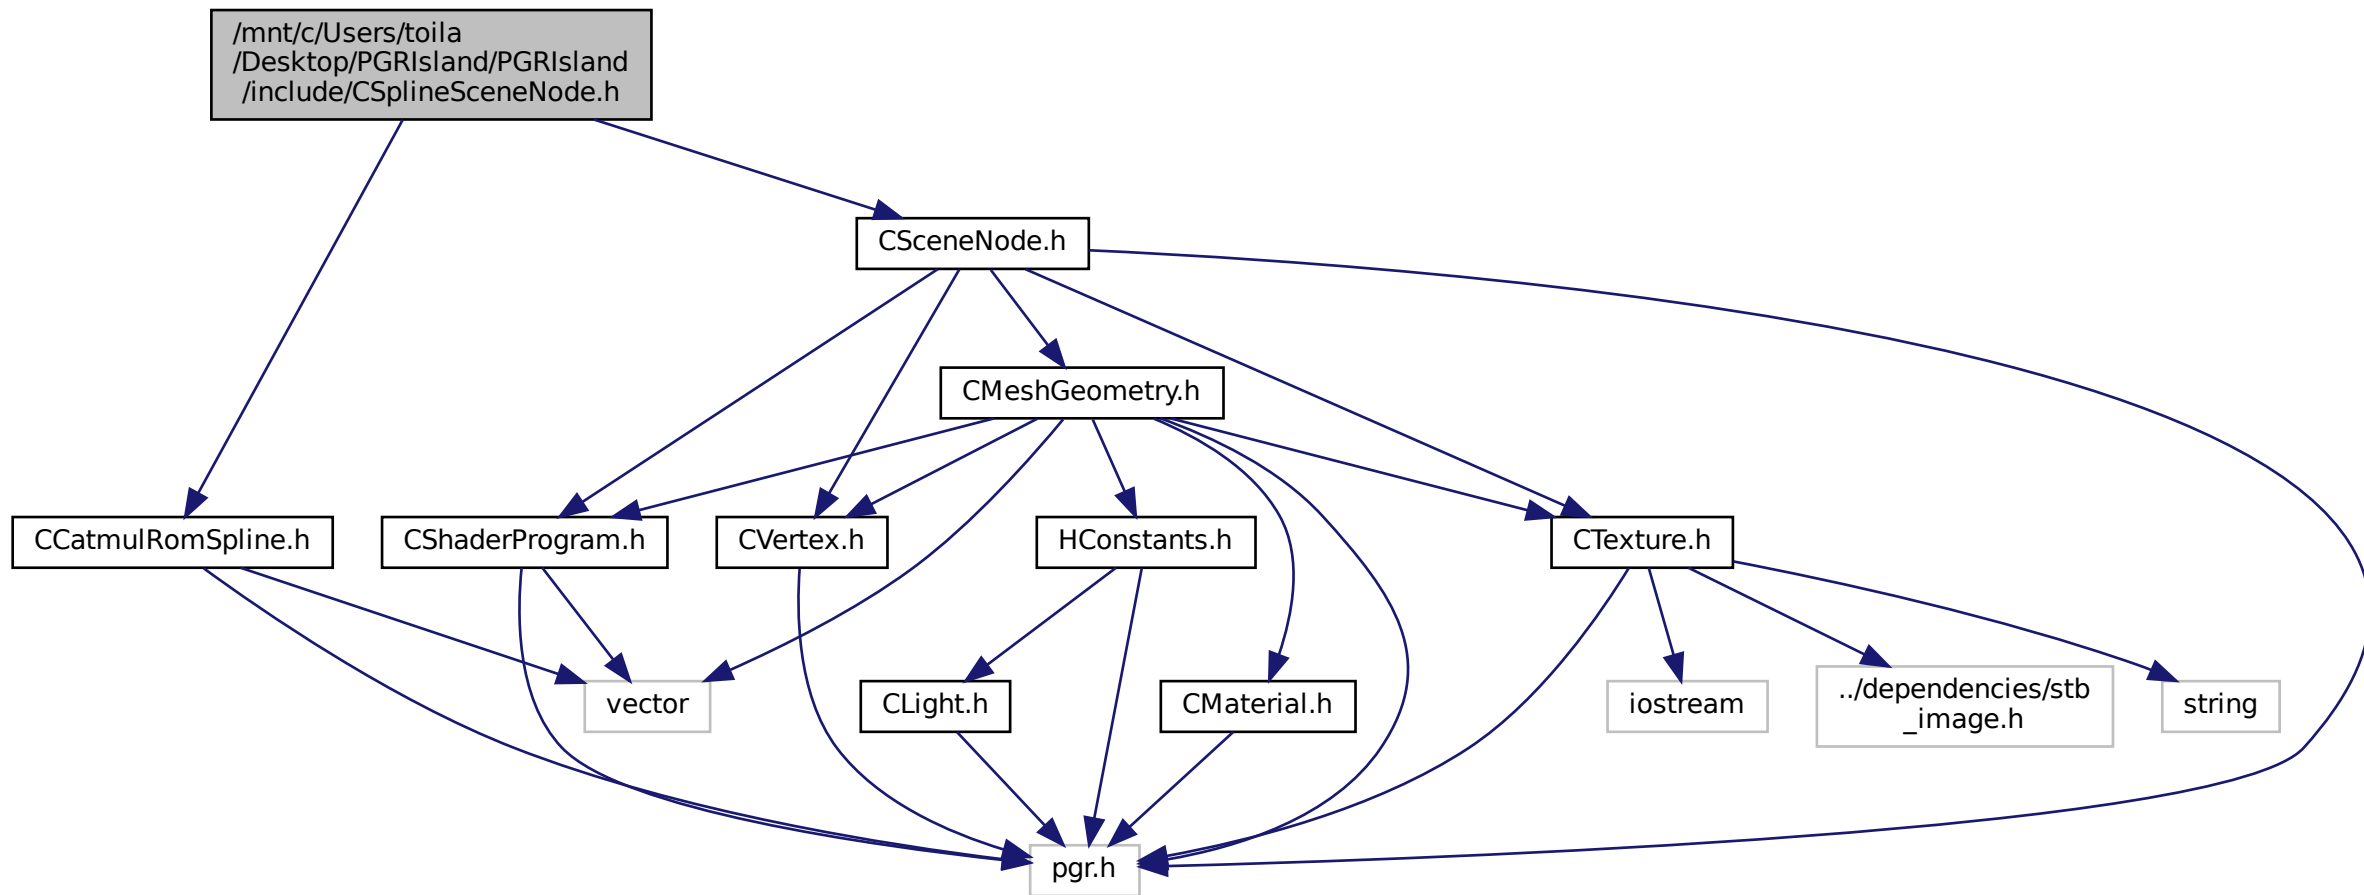 /mnt/c/Users/toila
/Desktop/PGRIsland/PGRIsland
/include/CSplineSceneNode.h
CSceneNode.h
CMeshGeometry.h
CCatmulRomSpline.h
CShaderProgram.h
CVertex.h
HConstants.h
CTexture.h
vector
CLight.h
CMaterial.h
iostream
../dependencies/stb
_image.h
string
pgr.h